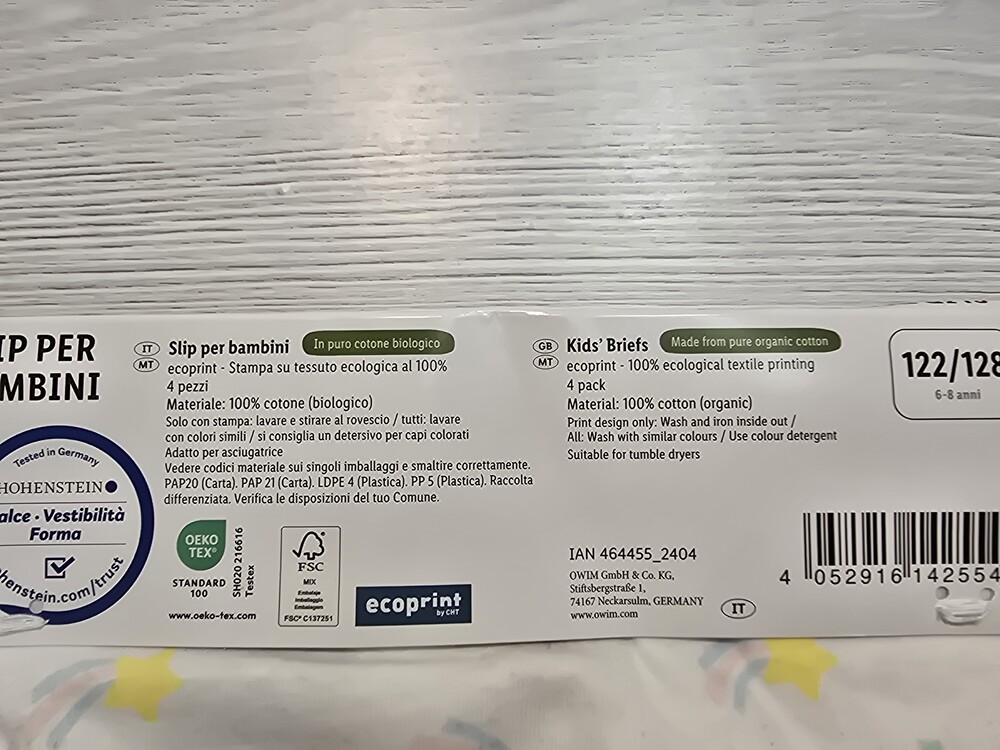 IP PER
MBINI
Tested in Germany
HOHENSTEIN
alce · Vestibilità
Forma
henstein.com/trust
IT
MT
Slip per bambini
In puro cotone biologico
ecoprint - Stampa su tessuto ecologica al 100%
4 pezzi
Materiale: 100% cotone (biologico)
Solo con stampa: lavare e stirare al rovescio / tutti: lavare
con colori simili / si consiglia un detersivo per capi colorati
Adatto per asciugatrice
Vedere codici materiale sui singoli imballaggi e smaltire correttamente.
PAP20 (Carta). PAP 21 (Carta). LDPE 4 (Plastica). PP 5 (Plastica). Raccolta
differenziata. Verifica le disposizioni del tuo Comune.
OEKO
TEX®
STANDARD
100
SH020 216616
Testex
www.oeko-tex.com
FSC
MIX
Embalaje
Imballaggio
Embalagem
FSC® C137251
ecoprint
by CHT
GB
MT
Kids' Briefs
Made from pure organic cotton
ecoprint - 100% ecological textile printing
4 pack
Material: 100% cotton (organic)
Print design only: Wash and iron inside out /
All: Wash with similar colours / Use colour detergent
Suitable for tumble dryers
IAN 464455_2404
OWIM GmbH & Co. KG,
Stiftsbergstraße 1,
74167 Neckarsulm, GERMANY
www.owim.com
IT
122/128
6-8 anni
4 052916 142554